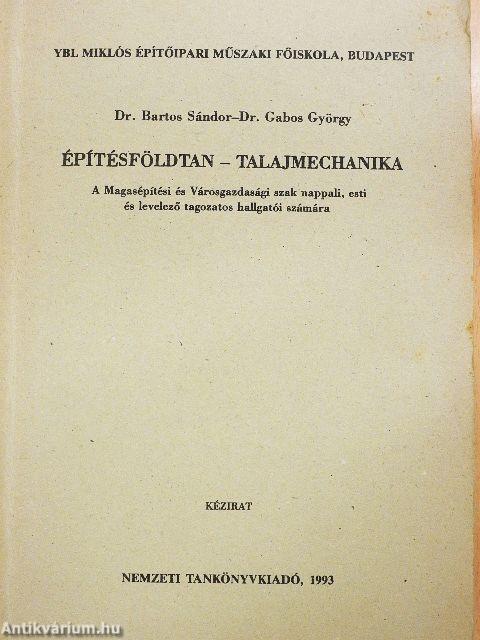 YBL MIKLÓS ÉPÍTŐIPARI MŰSZAKI FŐISKOLA, BUDAPEST
Dr. Bartos Sándor–Dr. Gabos György
ÉPÍTÉSFÖLDTAN – TALAJMECHANIKA
A Magasépítési és Városgazdasági szak nappali, esti
és levelező tagozatos hallgatói számára
KÉZIRAT
NEMZETI TANKÖNYVKIADÓ, 1993
Antikvárium.hu